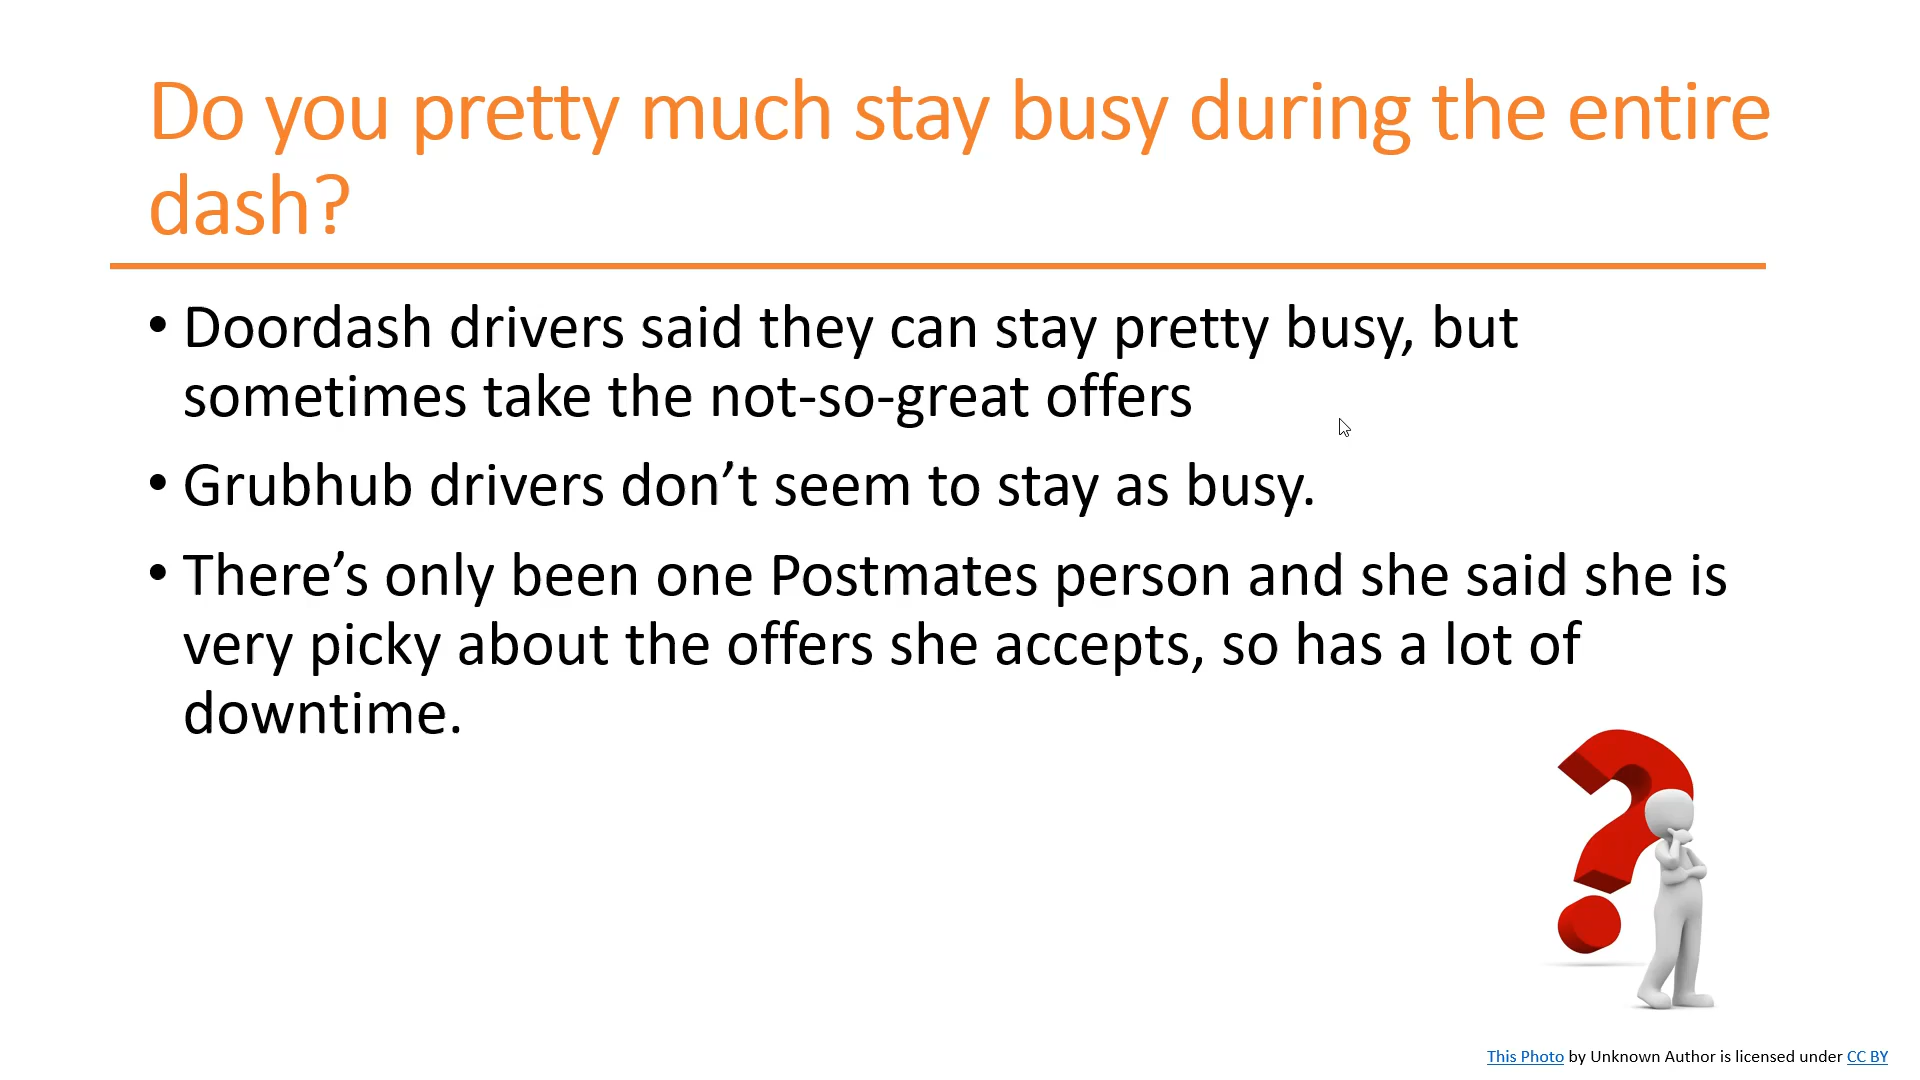 Do you pretty much stay busy during the entire
dash?
• Doordash drivers said they can stay pretty busy, but
sometimes take the not-so-great offers
• Grubhub drivers don’t seem to stay as busy.
• There’s only been one Postmates person and she said she is
very picky about the offers she accepts, so has a lot of
downtime.
This Photo by Unknown Author is licensed under CC BY